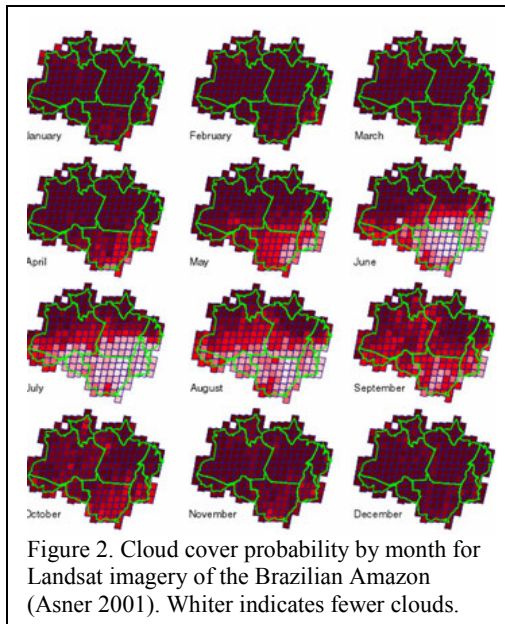 January
February
March
April
May
June
July
August
September
October
November
December
Figure 2. Cloud cover probability by month for
Landsat imagery of the Brazilian Amazon
(Asner 2001). Whiter indicates fewer clouds.